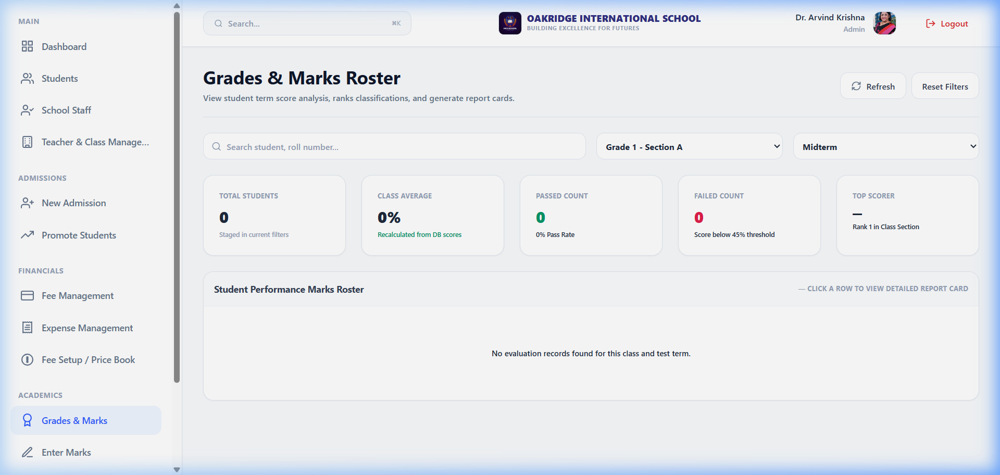 MAIN
Dashboard
Students
School Staff
Teacher & Class Manage...
ADMISSIONS
New Admission
Promote Students
FINANCIALS
Fee Management
Expense Management
Fee Setup / Price Book
ACADEMICS
Grades & Marks
Enter Marks
Search...
⌘K
OAKRIDGE INTERNATIONAL SCHOOL
BUILDING EXCELLENCE FOR FUTURES
Dr. Arvind Krishna
Admin
Logout
Grades & Marks Roster
View student term score analysis, ranks classifications, and generate report cards.
Refresh
Reset Filters
Search student, roll number...
Grade 1 - Section A
Midterm
TOTAL STUDENTS
0
Staged in current filters
CLASS AVERAGE
0%
Recalculated from DB scores
PASSED COUNT
0
0% Pass Rate
FAILED COUNT
0
Score below 45% threshold
TOP SCORER
—
Rank 1 in Class Section
Student Performance Marks Roster
— CLICK A ROW TO VIEW DETAILED REPORT CARD
No evaluation records found for this class and test term.